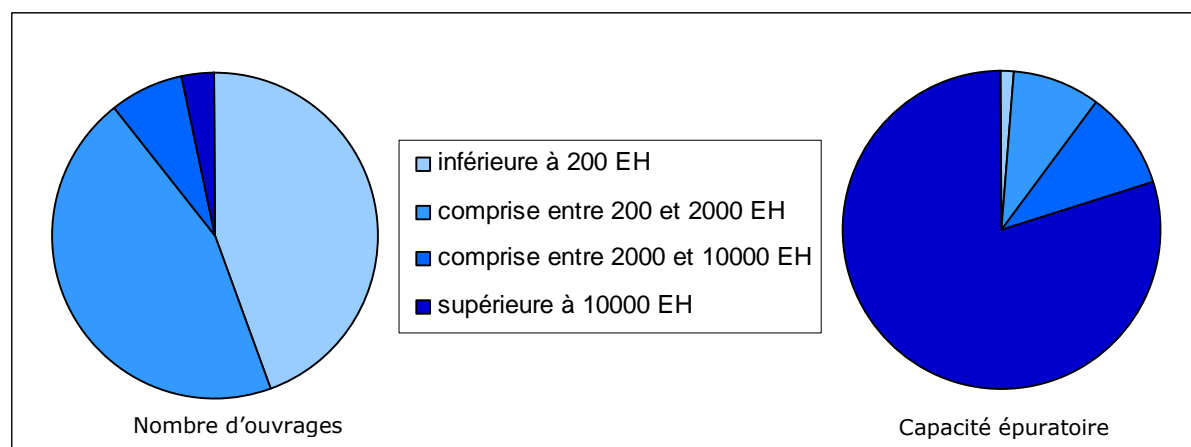 inférieure à 200 EH
comprise entre 200 et 2000 EH
comprise entre 2000 et 10000 EH
supérieure à 10000 EH
Nombre d’ouvrages
Capacité épuratoire